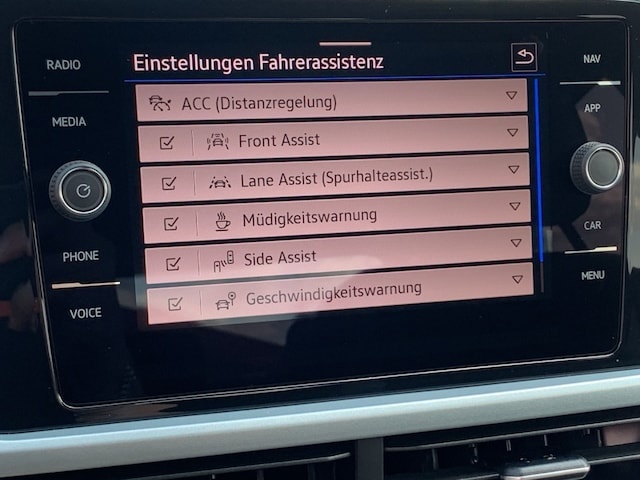 RADIO
MEDIA
PHONE
VOICE
Einstellungen Fahrerassistenz
ACC (Distanzregelung)
Front Assist
Lane Assist (Spurhalteassist.)
Müdigkeitswarnung
Side Assist
Geschwindigkeitswarnung
NAV
APP
CAR
MENU